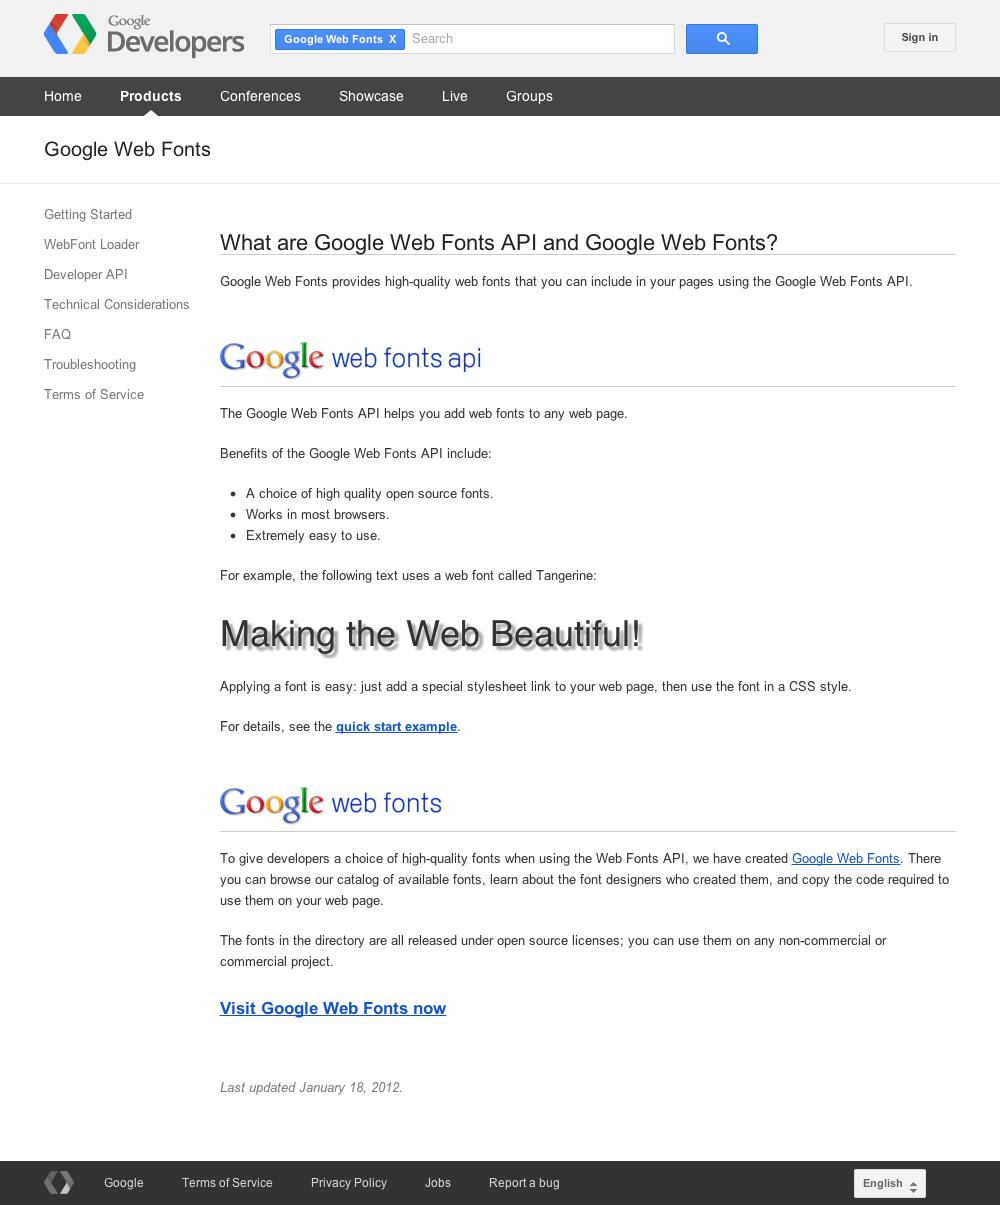 Google
Developers
Google Web Fonts X Search
Sign in
Home Products Conferences Showcase Live Groups
Google Web Fonts
Getting Started
WebFont Loader
Developer API
Technical Considerations
FAQ
Troubleshooting
Terms of Service
What are Google Web Fonts API and Google Web Fonts?
Google Web Fonts provides high-quality web fonts that you can include in your pages using the Google Web Fonts API.
Google web fonts api
The Google Web Fonts API helps you add web fonts to any web page.
Benefits of the Google Web Fonts API include:
• A choice of high quality open source fonts.
• Works in most browsers.
• Extremely easy to use.
For example, the following text uses a web font called Tangerine:
Making the Web Beautiful!
Applying a font is easy: just add a special stylesheet link to your web page, then use the font in a CSS style.
For details, see the quick start example.
Google web fonts
To give developers a choice of high-quality fonts when using the Web Fonts API, we have created Google Web Fonts. There
you can browse our catalog of available fonts, learn about the font designers who created them, and copy the code required to
use them on your web page.
The fonts in the directory are all released under open source licenses; you can use them on any non-commercial or
commercial project.
Visit Google Web Fonts now
Last updated January 18, 2012.
Google Terms of Service Privacy Policy Jobs Report a bug
English